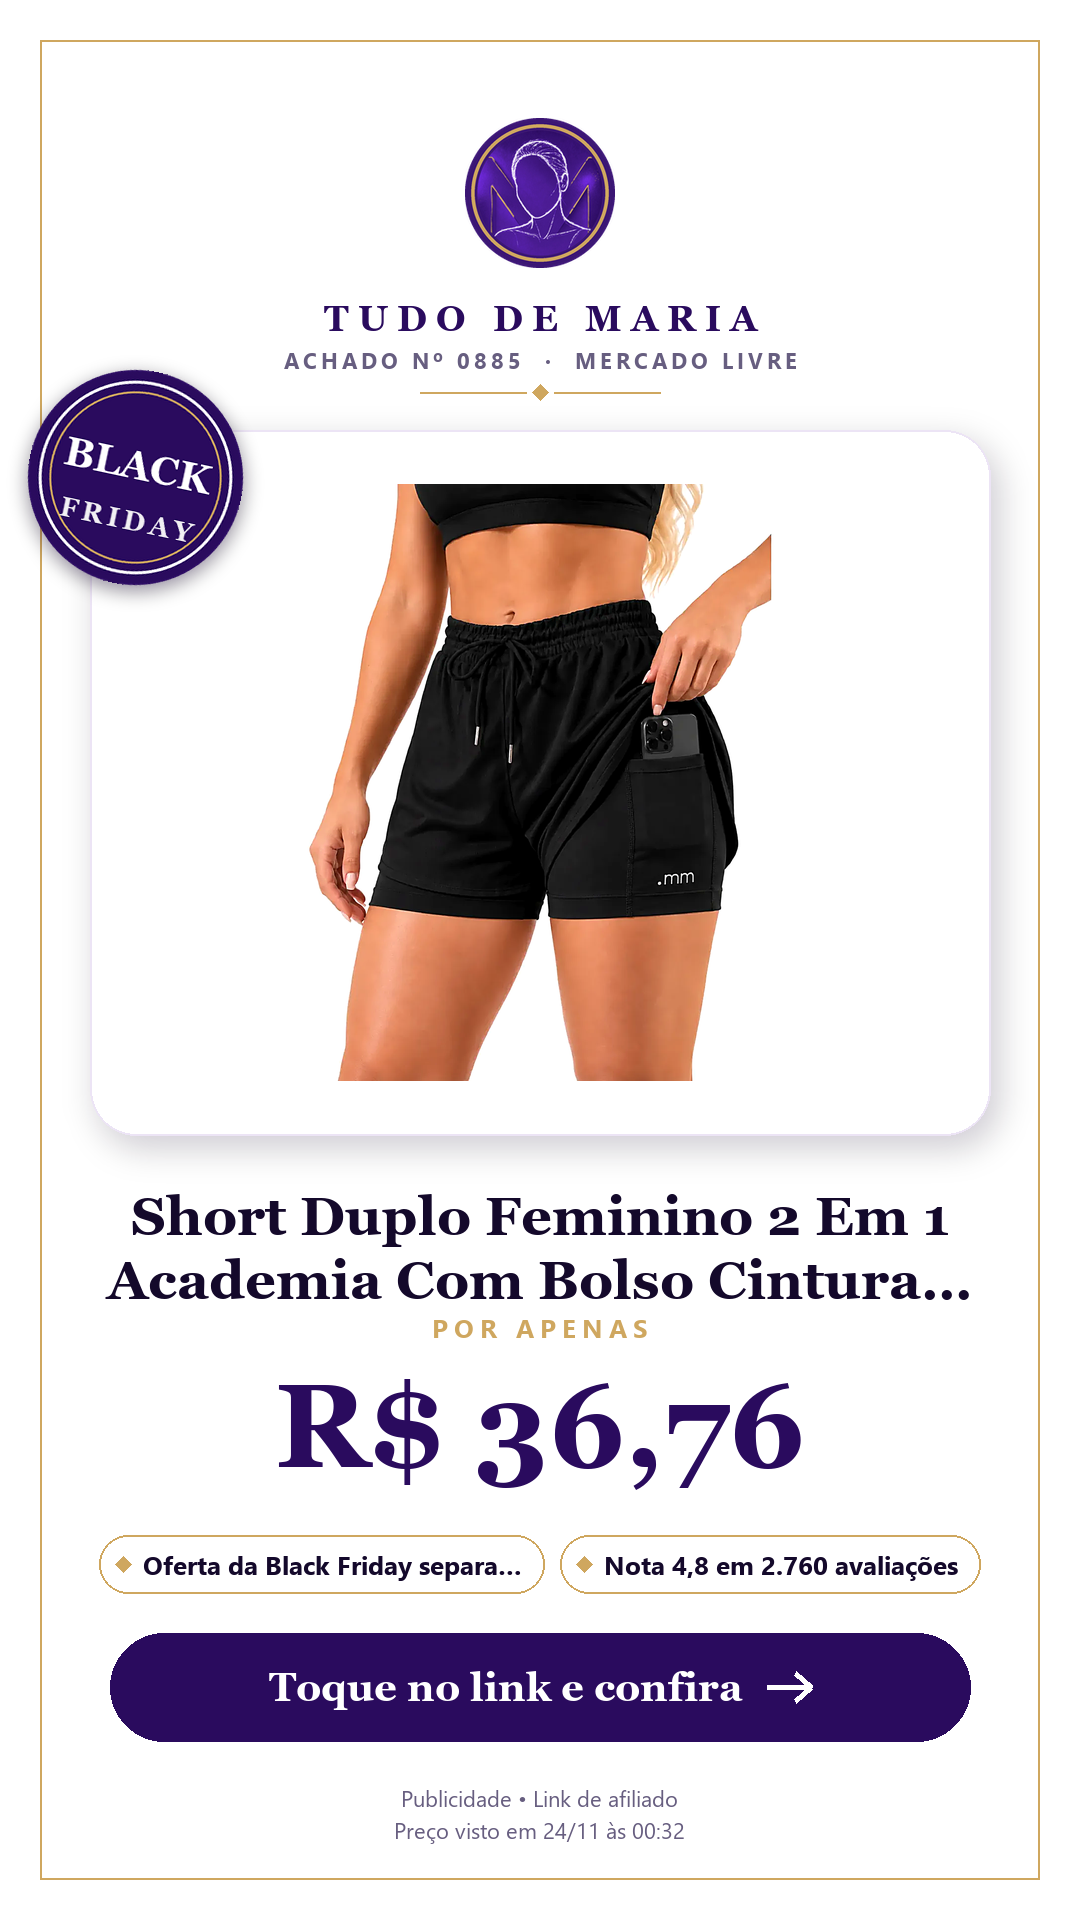 TUDO DE MARIA
ACHADO Nº 0885 · MERCADO LIVRE
BLACK
FRIDAY
.mm
Short Duplo Feminino 2 Em 1
Academia Com Bolso Cintura...
POR APENAS
R$ 36,76
Oferta da Black Friday separa...
Nota 4,8 em 2.760 avaliações
Toque no link e confira →
Publicidade • Link de afiliado
Preço visto em 24/11 às 00:32